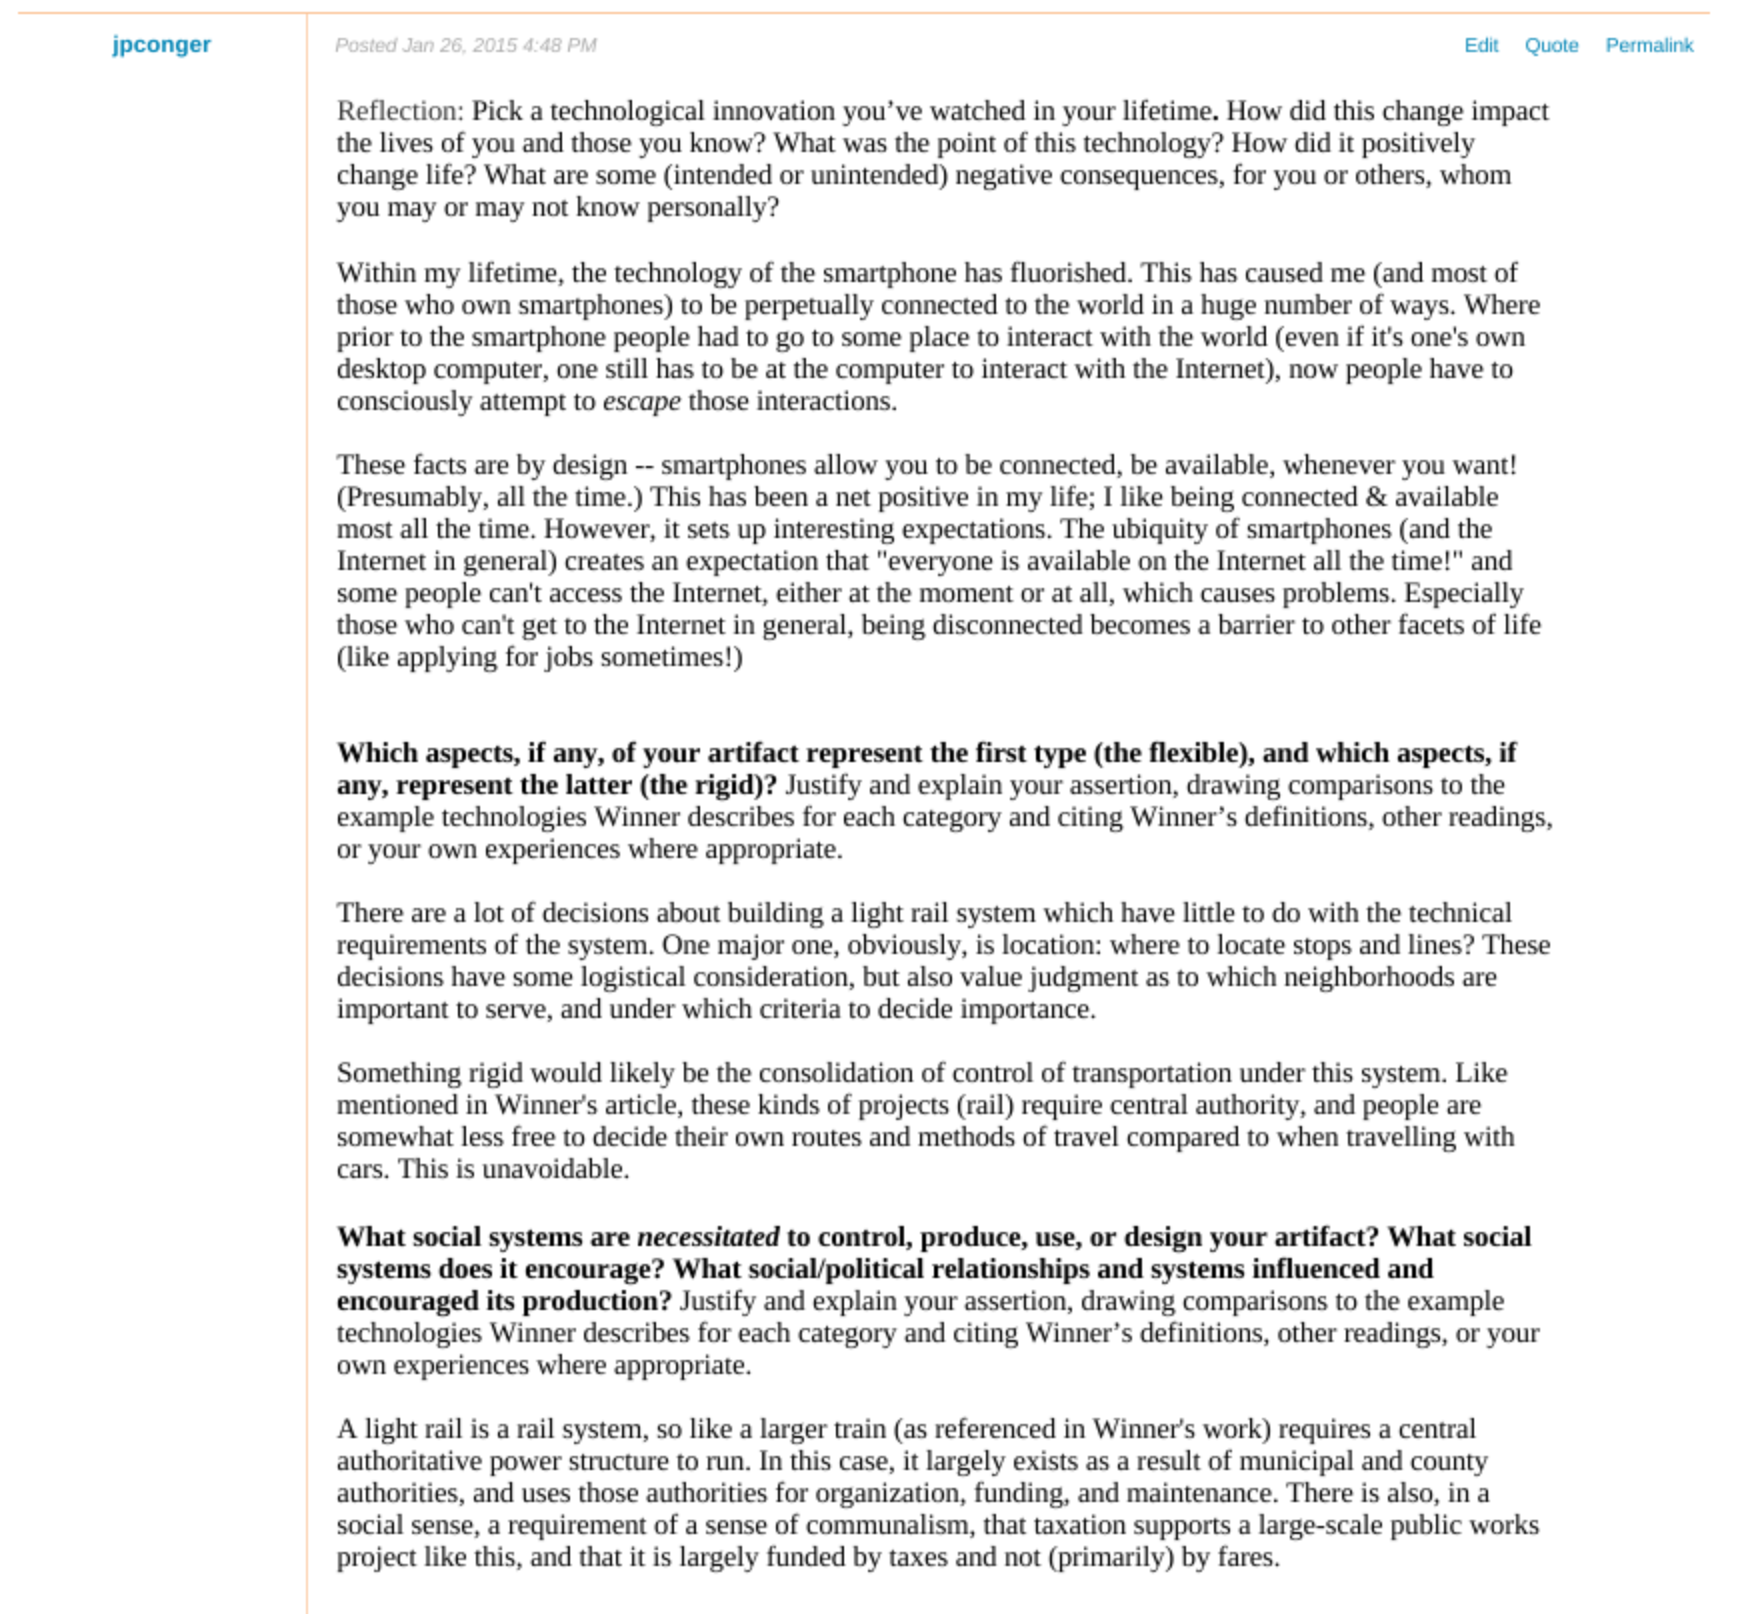 jpconger
Posted Jan 26, 2015 4:48 PM
Edit Quote Permalink
Reflection: Pick a technological innovation you’ve watched in your lifetime. How did this change impact
the lives of you and those you know? What was the point of this technology? How did it positively
change life? What are some (intended or unintended) negative consequences, for you or others, whom
you may or may not know personally?
Within my lifetime, the technology of the smartphone has fluorished. This has caused me (and most of
those who own smartphones) to be perpetually connected to the world in a huge number of ways. Where
prior to the smartphone people had to go to some place to interact with the world (even if it's one's own
desktop computer, one still has to be at the computer to interact with the Internet), now people have to
consciously attempt to escape those interactions.
These facts are by design -- smartphones allow you to be connected, be available, whenever you want!
(Presumably, all the time.) This has been a net positive in my life; I like being connected & available
most all the time. However, it sets up interesting expectations. The ubiquity of smartphones (and the
Internet in general) creates an expectation that "everyone is available on the Internet all the time!" and
some people can't access the Internet, either at the moment or at all, which causes problems. Especially
those who can't get to the Internet in general, being disconnected becomes a barrier to other facets of life
(like applying for jobs sometimes!)
Which aspects, if any, of your artifact represent the first type (the flexible), and which aspects, if
any, represent the latter (the rigid)? Justify and explain your assertion, drawing comparisons to the
example technologies Winner describes for each category and citing Winner’s definitions, other readings,
or your own experiences where appropriate.
There are a lot of decisions about building a light rail system which have little to do with the technical
requirements of the system. One major one, obviously, is location: where to locate stops and lines? These
decisions have some logistical consideration, but also value judgment as to which neighborhoods are
important to serve, and under which criteria to decide importance.
Something rigid would likely be the consolidation of control of transportation under this system. Like
mentioned in Winner's article, these kinds of projects (rail) require central authority, and people are
somewhat less free to decide their own routes and methods of travel compared to when travelling with
cars. This is unavoidable.
What social systems are necessitated to control, produce, use, or design your artifact? What social
systems does it encourage? What social/political relationships and systems influenced and
encouraged its production? Justify and explain your assertion, drawing comparisons to the example
technologies Winner describes for each category and citing Winner’s definitions, other readings, or your
own experiences where appropriate.
A light rail is a rail system, so like a larger train (as referenced in Winner's work) requires a central
authoritative power structure to run. In this case, it largely exists as a result of municipal and county
authorities, and uses those authorities for organization, funding, and maintenance. There is also, in a
social sense, a requirement of a sense of communalism, that taxation supports a large-scale public works
project like this, and that it is largely funded by taxes and not (primarily) by fares.